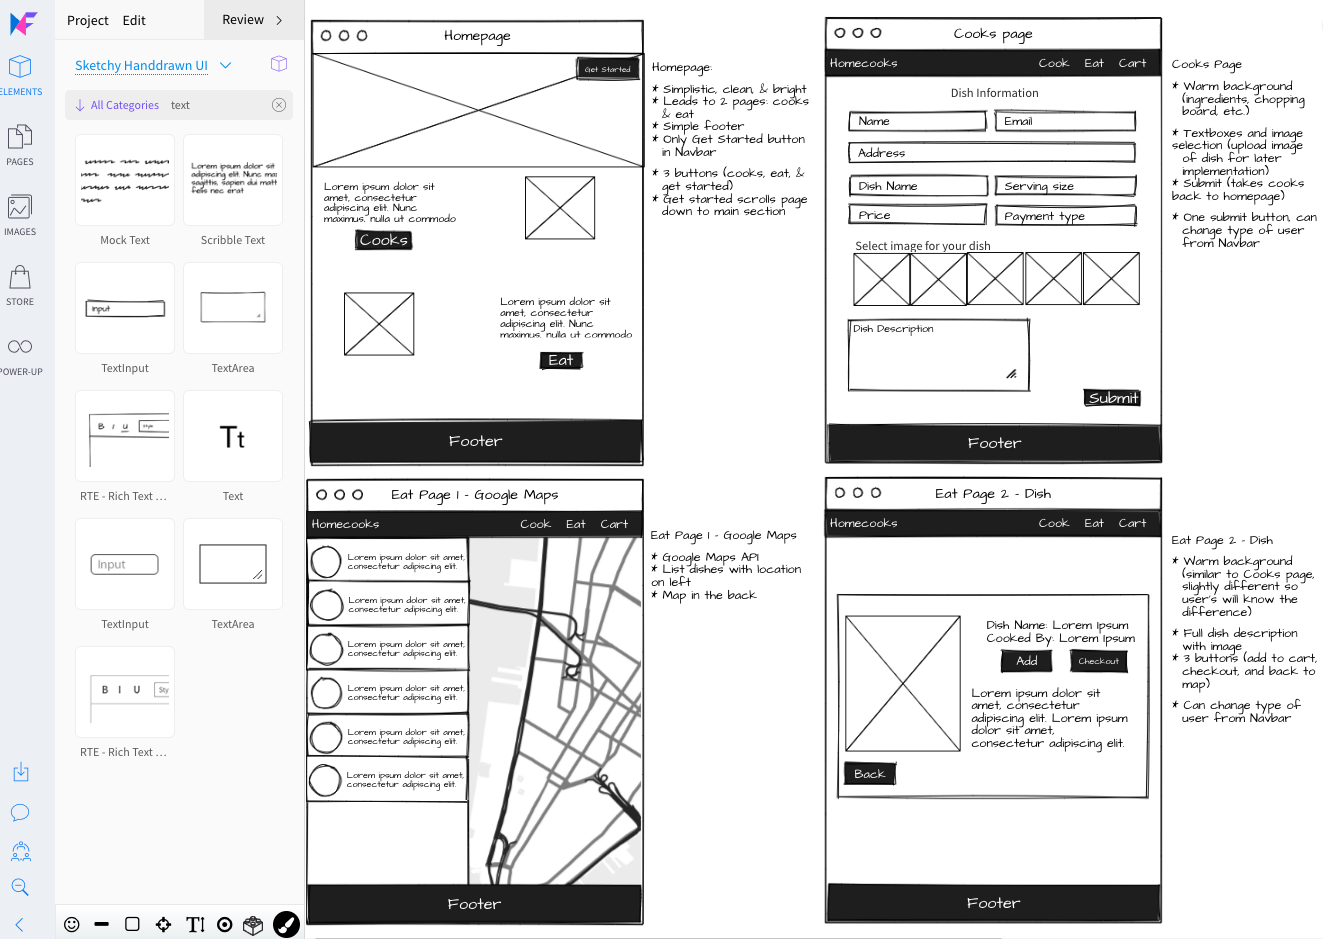 Project Edit
Review
Sketchy Handdrawn UI
All Categories text
ELEMENTS
PAGES
IMAGES
STORE
POWER-UP
Lorem ipsum dolor sit
adipiscing elit. Nunc ma
sagittis, sapien dui matt
felis nec erat
Mock Text
Scribble Text
input
TextInput
TextArea
B I U Style
Tt
RTE - Rich Text ...
Text
Input
TextInput
TextArea
B I U Sty
RTE - Rich Text ...
Homepage
Get Started
Lorem ipsum dolor sit
amet, consectetur
adipiscing elit. Nunc
maximus, nulla ut commodo
Cooks
Lorem ipsum dolor sit
amet, consectetur
adipiscing elit. Nunc
maximus, nulla ut commodo
Eat
Footer
Homepage:
* Simplistic, clean, & bright
* Leads to 2 pages: cooks
& eat
* Simple footer
* Only Get Started button
in Navbar
* 3 buttons (cooks, eat, &
get started)
* Get started scrolls page
down to main section
Cooks page
Homecooks Cook Eat Cart
Dish Information
Name Email
Address
Dish Name Serving size
Price Payment type
Select image for your dish
Dish Description
Submit
Footer
Cooks Page
* Warm background
(ingredients, chopping
board, etc.)
* Textboxes and image
selection (upload image
of dish for later
implementation)
* Submit (takes cooks
back to homepage)
* One submit button, can
change type of user
from Navbar
Eat Page 1 - Google Maps
Homecooks Cook Eat Cart
Lorem ipsum dolor sit amet,
consectetur adipiscing elit.
Lorem ipsum dolor sit amet,
consectetur adipiscing elit.
Lorem ipsum dolor sit amet,
consectetur adipiscing elit.
Lorem ipsum dolor sit amet,
consectetur adipiscing elit.
Lorem ipsum dolor sit amet,
consectetur adipiscing elit.
Lorem ipsum dolor sit amet,
consectetur adipiscing elit.
Footer
Eat Page 1 - Google Maps
* Google Maps API
* List dishes with location
on left
* Map in the back
Eat Page 2 - Dish
Homecooks Cook Eat Cart
Dish Name: Lorem Ipsum
Cooked By: Lorem Ipsum
Add Checkout
Lorem ipsum dolor sit
amet, consectetur
adipiscing elit. Lorem ipsum
dolor sit amet,
consectetur adipiscing elit.
Back
Footer
Eat Page 2 - Dish
* Warm background
(similar to Cooks page,
slightly different so
user's will know the
difference)
* Full dish description
with image
* 3 buttons (add to cart,
checkout, and back to
map)
* Can change type of
user from Navbar